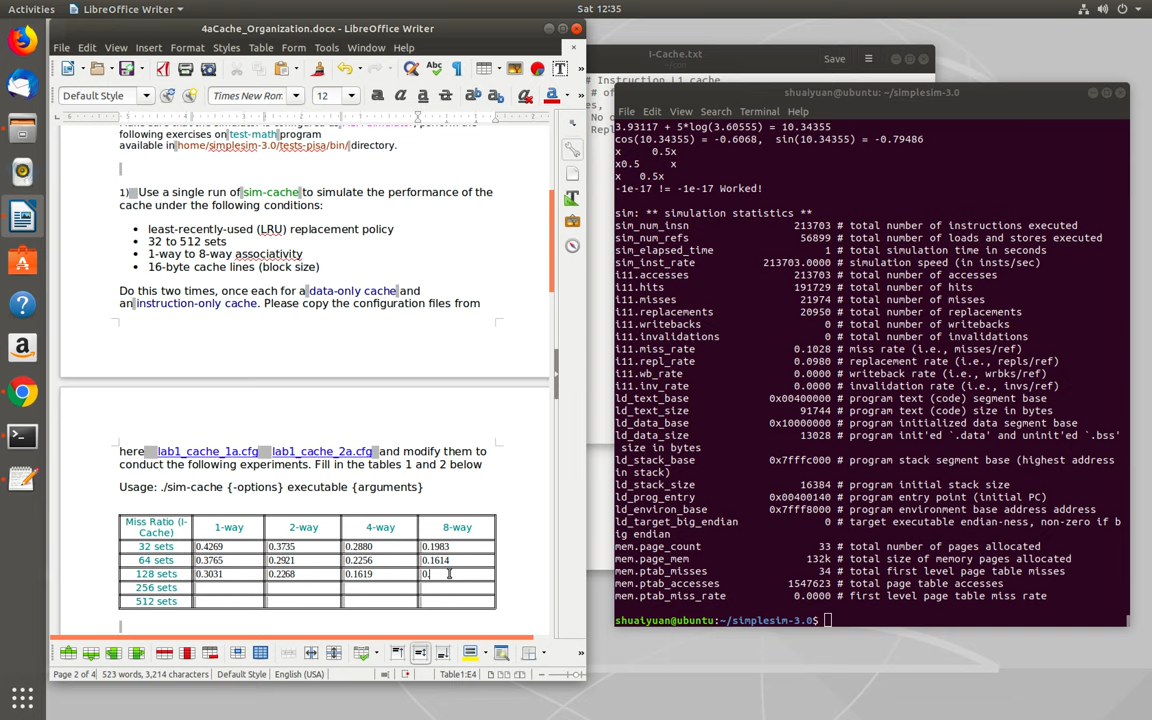 Activities LibreOffice Writer Sat 12:35
4aCache_Organization.docx - LibreOffice Writer
File Edit View Insert Format Styles Table Form Tools Window Help
Default Style Times New Rom 12
following exercises on test-math program
available in home/simplesim-3.0/tests-pisa/bin/ directory.
1) Use a single run of sim-cache to simulate the performance of the
cache under the following conditions:
• least-recently-used (LRU) replacement policy
• 32 to 512 sets
• 1-way to 8-way associativity
• 16-byte cache lines (block size)
Do this two times, once each for a data-only cache and
an instruction-only cache. Please copy the configuration files from
here lab1_cache_1a.cfg lab1_cache_2a.cfg and modify them to
conduct the following experiments. Fill in the tables 1 and 2 below
Usage: ./sim-cache {-options} executable {arguments}
Miss Ratio (I-Cache) 1-way 2-way 4-way 8-way
32 sets 0.4269 0.3735 0.2880 0.1983
64 sets 0.3765 0.2921 0.2256 0.1614
128 sets 0.3031 0.2268 0.1619 0.
256 sets
512 sets
Page 2 of 4 523 words, 3,214 characters Default Style English (USA) Table1:E4
I-Cache.txt
Save
# Instruction L1 cache
# of
No o
Repl
shuaiyuan@ubuntu: ~/simplesim-3.0
File Edit View Search Terminal Help
3.93117 + 5*log(3.60555) = 10.34355
cos(10.34355) = -0.6068, sin(10.34355) = -0.79486
x 0.5x
x0.5 x
x 0.5x
-1e-17 != -1e-17 Worked!
sim: ** simulation statistics **
sim_num_insn 213703 # total number of instructions executed
sim_num_refs 56899 # total number of loads and stores executed
sim_elapsed_time 1 # total simulation time in seconds
sim_inst_rate 213703.0000 # simulation speed (in insts/sec)
il1.accesses 213703 # total number of accesses
il1.hits 191729 # total number of hits
il1.misses 21974 # total number of misses
il1.replacements 20950 # total number of replacements
il1.writebacks 0 # total number of writebacks
il1.invalidations 0 # total number of invalidations
il1.miss_rate 0.1028 # miss rate (i.e., misses/ref)
il1.repl_rate 0.0980 # replacement rate (i.e., repls/ref)
il1.wb_rate 0.0000 # writeback rate (i.e., wrbks/ref)
il1.inv_rate 0.0000 # invalidation rate (i.e., invs/ref)
ld_text_base 0x00400000 # program text (code) segment base
ld_text_size 91744 # program text (code) size in bytes
ld_data_base 0x10000000 # program initialized data segment base
ld_data_size 13028 # program init'ed `.data' and uninit'ed `.bss'
size in bytes
ld_stack_base 0x7fffc000 # program stack segment base (highest address
in stack)
ld_stack_size 16384 # program initial stack size
ld_prog_entry 0x00400140 # program entry point (initial PC)
ld_environ_base 0x7fff8000 # program environment base address address
ld_target_big_endian 0 # target executable endian-ness, non-zero if b
ig endian
mem.page_count 33 # total number of pages allocated
mem.page_mem 132k # total size of memory pages allocated
mem.ptab_misses 34 # total first level page table misses
mem.ptab_accesses 1547623 # total page table accesses
mem.ptab_miss_rate 0.0000 # first level page table miss rate
shuaiyuan@ubuntu:~/simplesim-3.0$